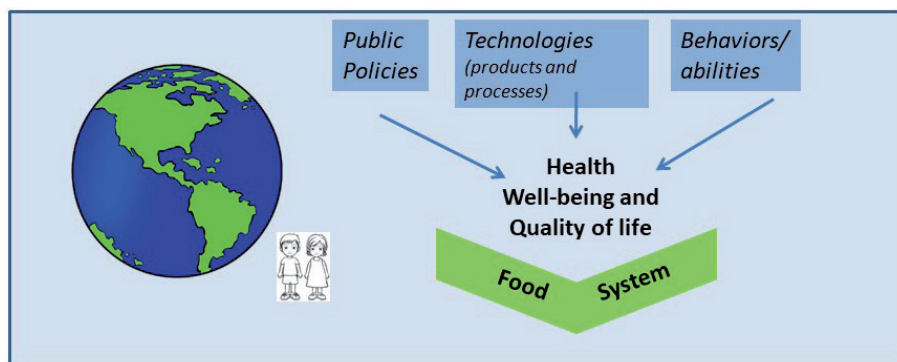 Public
Policies
Technologies
(products and
processes)
Behaviors/
abilities
Health
Well-being and
Quality of life
Food System